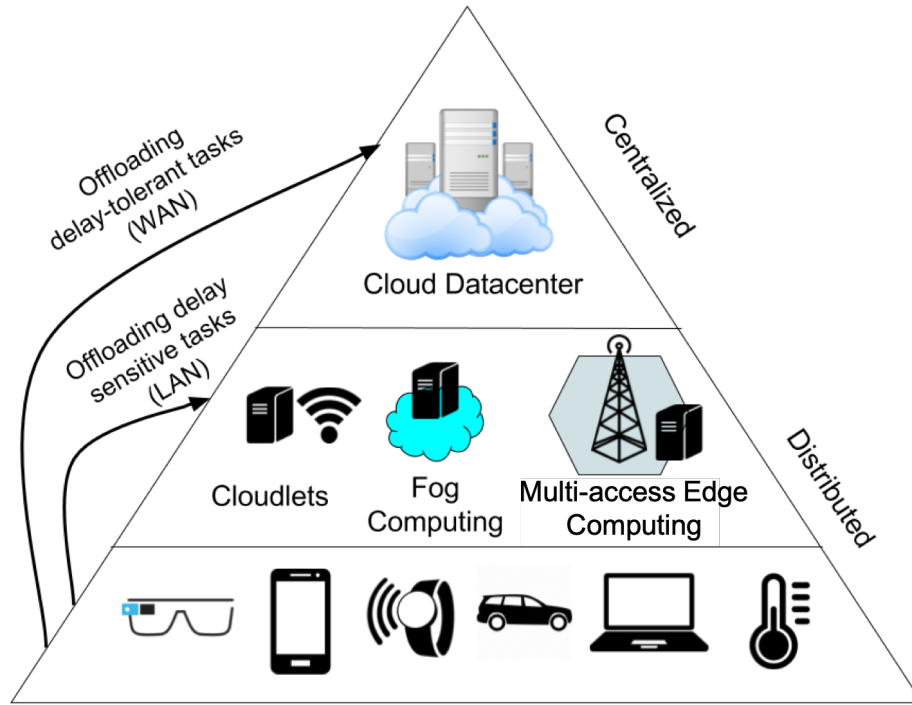 Offloading
delay-tolerant tasks
(WAN)
Centralized
Cloud Datacenter
Offloading delay
sensitive tasks
(LAN)
Distributed
Cloudlets
Fog
Computing
Multi-access Edge
Computing